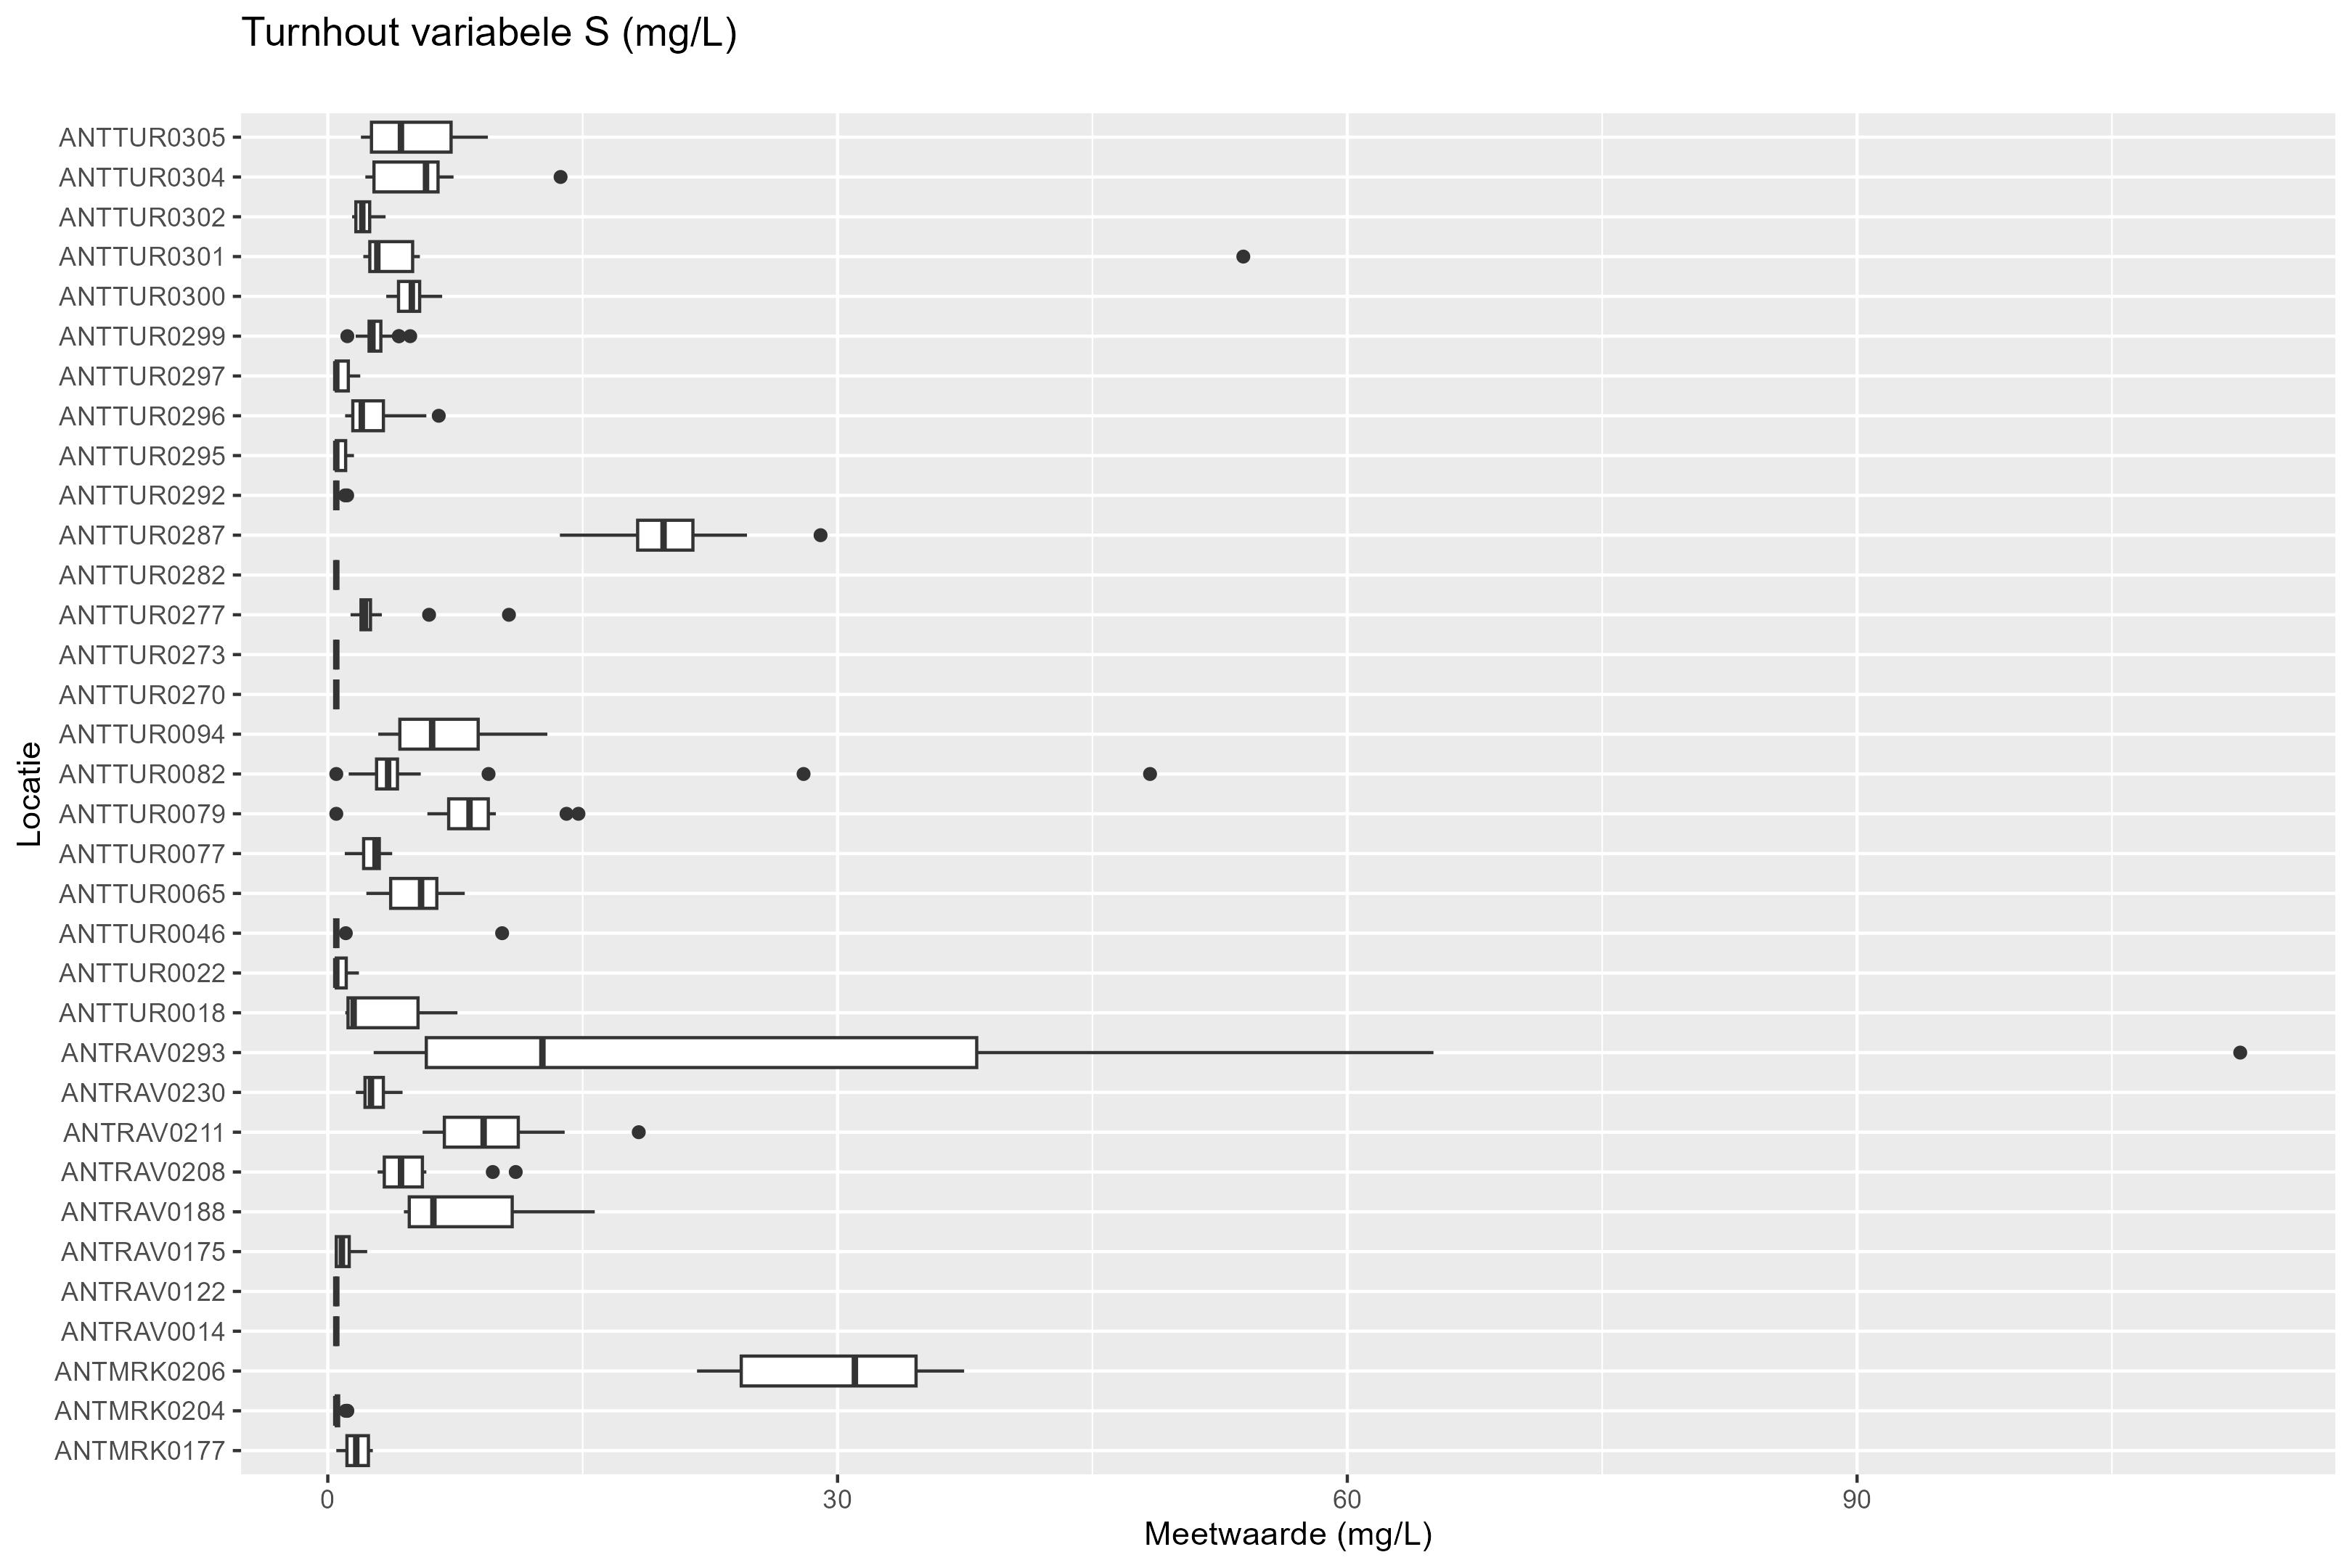 Turnhout variabele S (mg/L)
ANTTUR0305
ANTTUR0304
ANTTUR0302
ANTTUR0301
ANTTUR0300
ANTTUR0299
ANTTUR0297
ANTTUR0296
ANTTUR0295
ANTTUR0292
ANTTUR0287
ANTTUR0282
ANTTUR0277
ANTTUR0273
ANTTUR0270
ANTTUR0094
ANTTUR0082
ANTTUR0079
ANTTUR0077
ANTTUR0065
ANTTUR0046
ANTTUR0022
ANTTUR0018
ANTRAV0293
ANTRAV0230
ANTRAV0211
ANTRAV0208
ANTRAV0188
ANTRAV0175
ANTRAV0122
ANTRAV0014
ANTMRK0206
ANTMRK0204
ANTMRK0177
Locatie
0 30 60 90
Meetwaarde (mg/L)